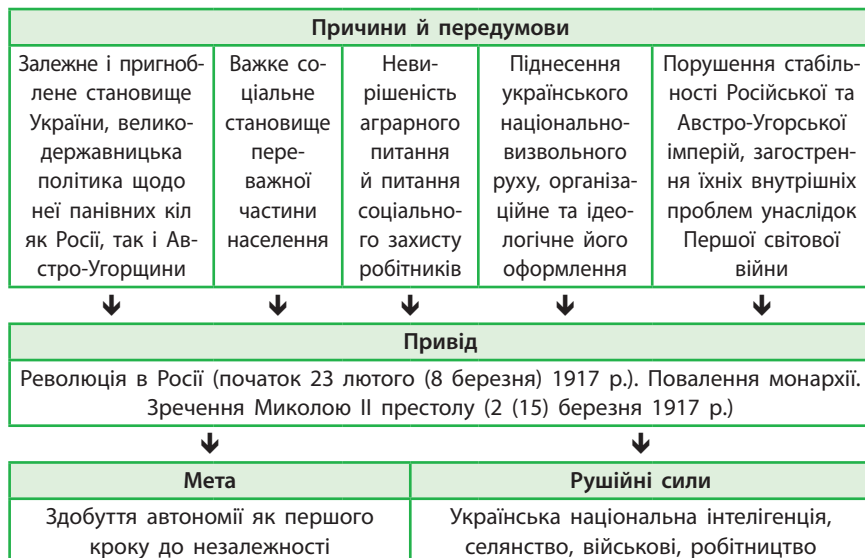 Причини й передумови
Залежне і пригноб-
лене становище
України, велико-
державницька
політика щодо
неї панівних кіл
як Росії, так і Ав-
стро-Угорщини
Важке со-
ціальне
становище
пере-
важної
частини
населення
Неви-
рішеність
аграрного
питання
й питання
соціально-
го захисту
робітників
Піднесення
українського
національно-
визвольного
руху, організа-
ційне та ідео-
логічне його
оформлення
Порушення стабіль-
ності Російської та
Австро-Угорської
імперій, загострен-
ня їхніх внутрішніх
проблем унаслідок
Першої світової
війни
Привід
Революція в Росії (початок 23 лютого (8 березня) 1917 р.). Повалення монархії.
Зречення Миколою II престолу (2 (15) березня 1917 р.)
Мета
Здобуття автономії як першого
кроку до незалежності
Рушійні сили
Українська національна інтелігенція,
селянство, військові, робітництво